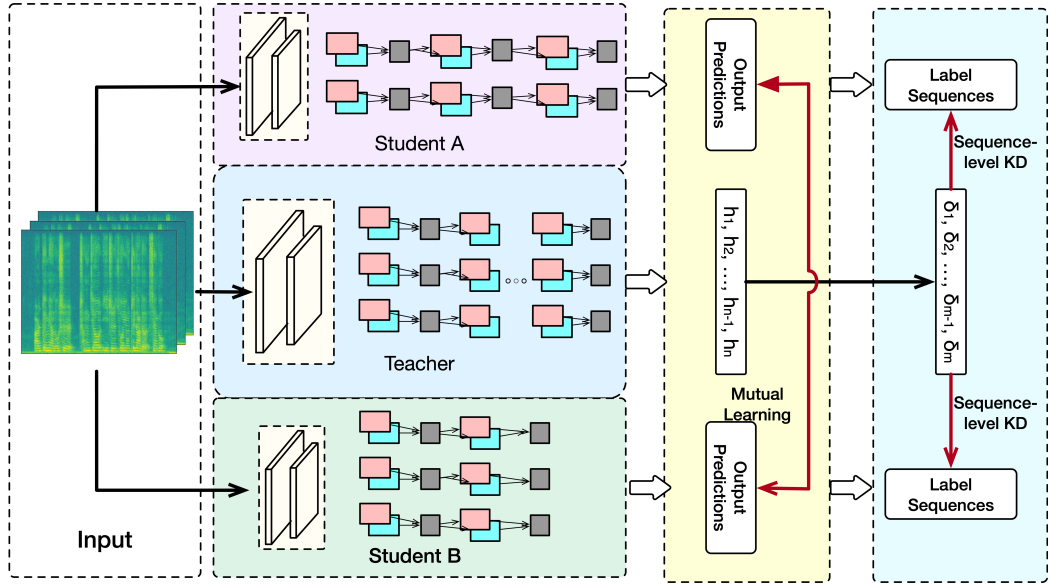 Input
Student A
Teacher
Student B
Output
Predictions
h1, h2, ..., hn-1, hn
Mutual
Learning
Output
Predictions
Label
Sequences
Sequence-
level KD
δ1, δ2, ..., δm-1, δm
Sequence-
level KD
Label
Sequences